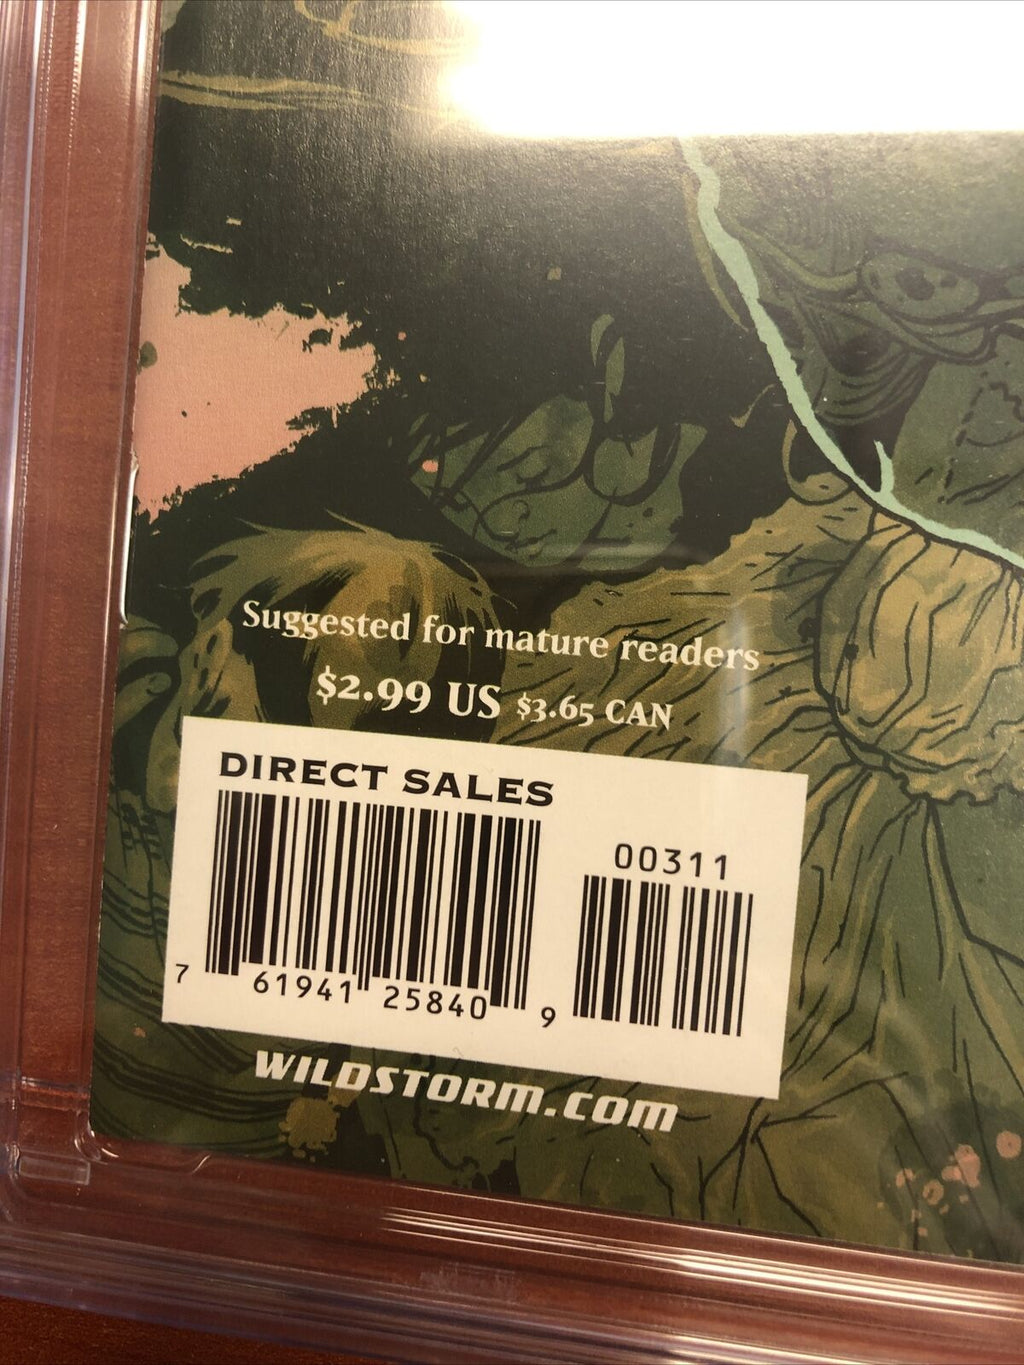 Suggested for mature readers
$2.99 US $3.65 CAN
DIRECT SALES
00311
7 61941 25840 9
WILDSTORM.COM